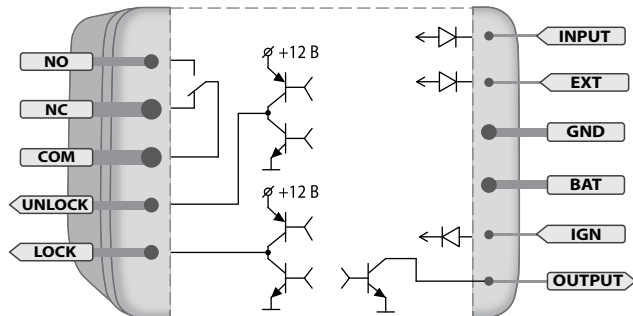 NO
NC
COM
UNLOCK
LOCK
+12 В
+12 В
INPUT
EXT
GND
BAT
IGN
OUTPUT